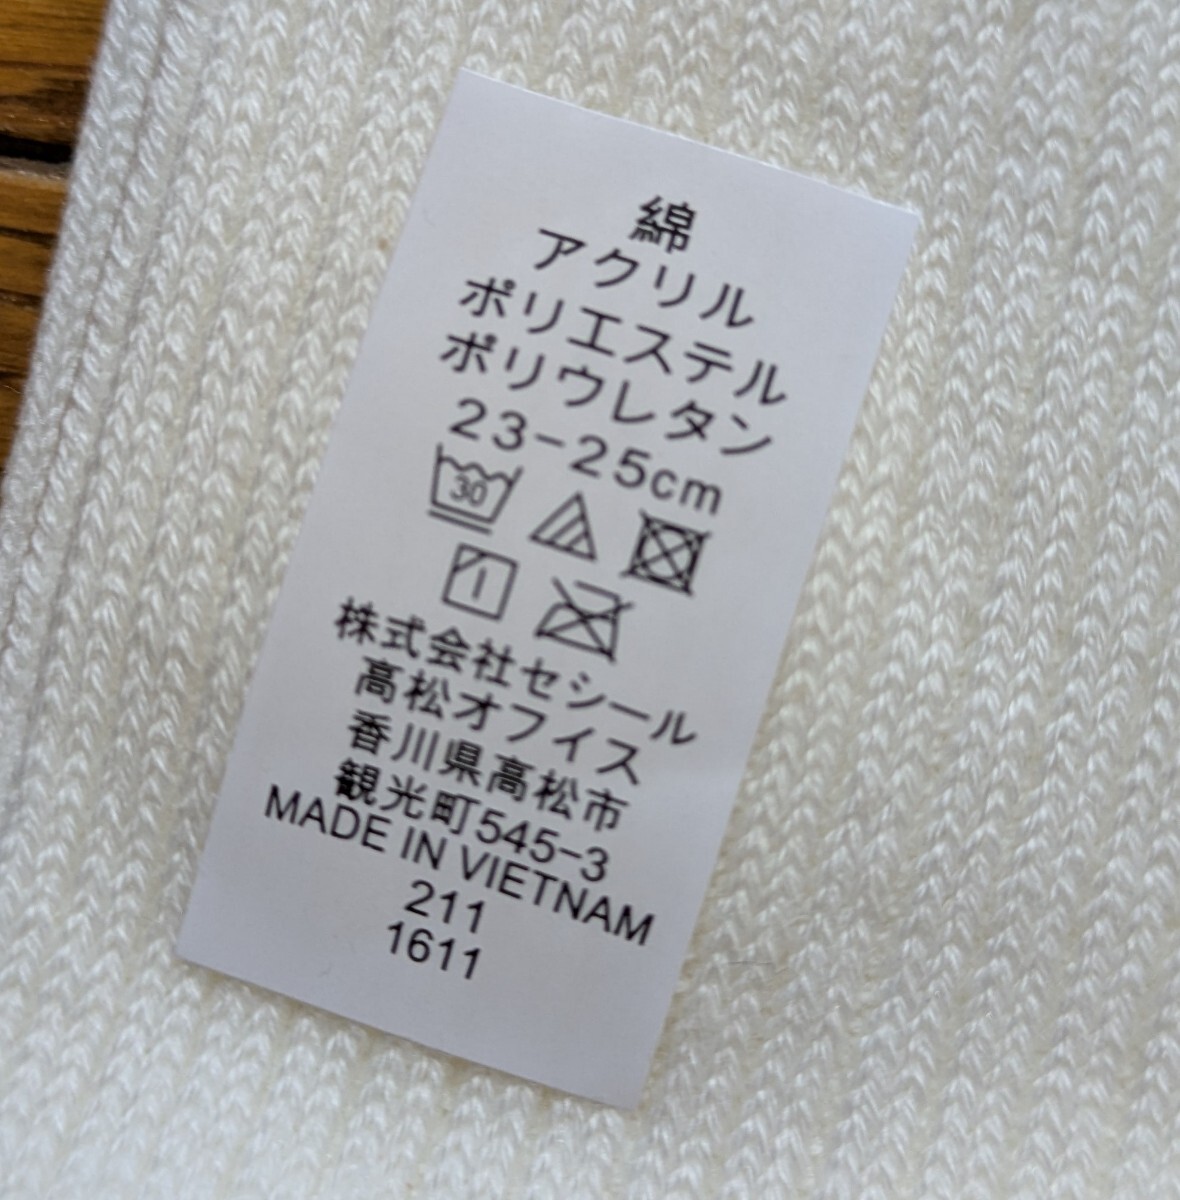 綿
アクリル
ポリエステル
ポリウレタン
23-25cm
30
株式会社セシール
高松オフィス
香川県高松市
観光町545-3
MADE IN VIETNAM
211
1611